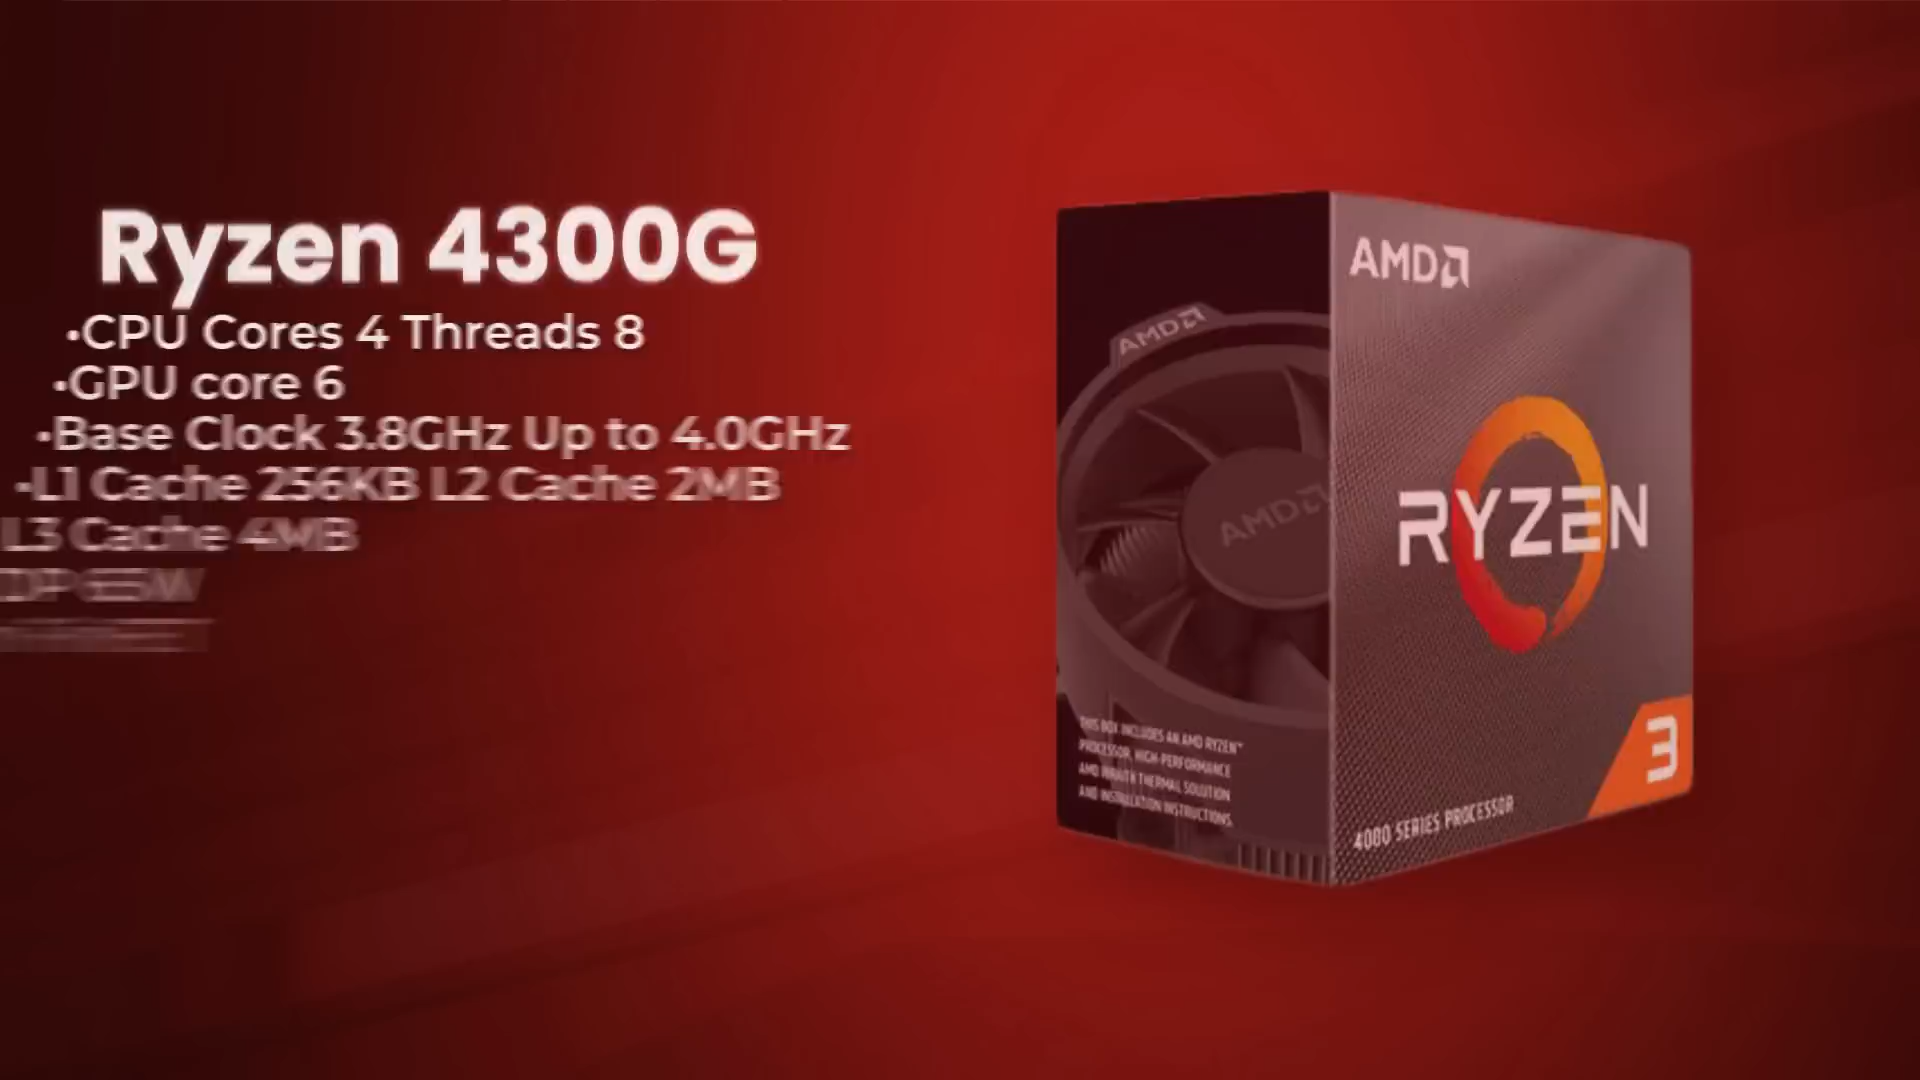 Ryzen 4300G
•CPU Cores 4 Threads 8
•GPU core 6
•Base Clock 3.8GHz Up to 4.0GHz
•L1 Cache 256KB L2 Cache 2MB
L3 Cache 4MB
DP 65W
AMD
AMD
AMD
RYZEN
3
4000 SERIES PROCESSOR
THIS BOX INCLUDES AN AMD RYZEN™
PROCESSOR, HIGH-PERFORMANCE
AMD WRAITH THERMAL SOLUTION
AND INSTALLATION INSTRUCTIONS.